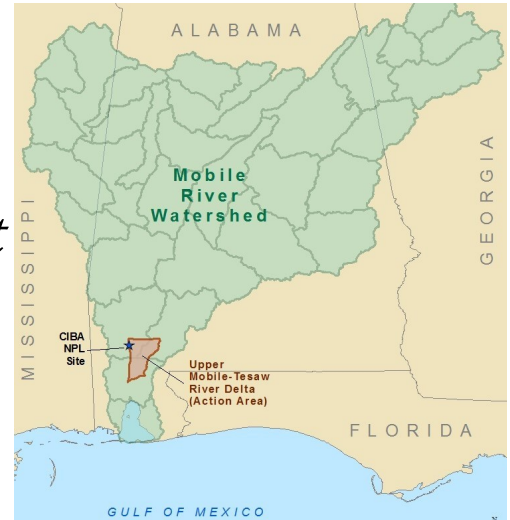 ALABAMA
Mobile
River
Watershed
MISSISSIPPI
GEORGIA
CIBA
NPL
Site
Upper
Mobile-Tesaw
River Delta
(Action Area)
FLORIDA
GULF OF MEXICO